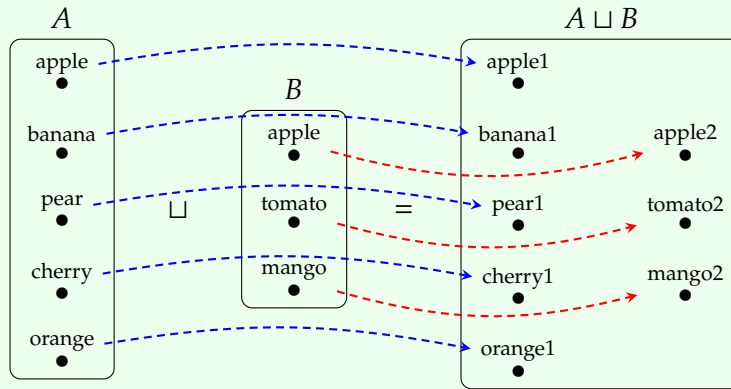 A
apple
banana
pear
cherry
orange
⊔
B
apple
tomato
mango
=
A ⊔ B
apple1
banana1
pear1
cherry1
orange1
apple2
tomato2
mango2